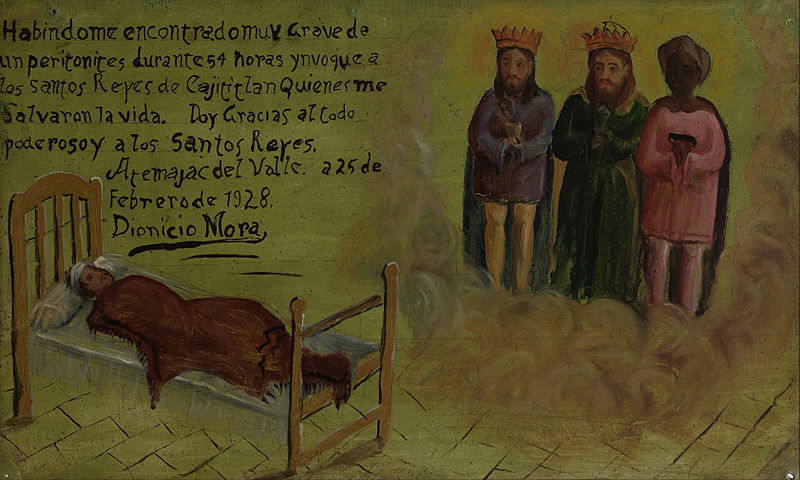 Habindome encontradomuy Grave de
un peritonites durante 54 horas ynvoque a
los santos Reyes de Cajititlan Quienes me
Salvaron la vida. Doy Gracias al todo
poderoso y a los Santos Reyes.
Atemajac del Valle. a 25 de
Febrero de 1928.
Dionicio Mora,